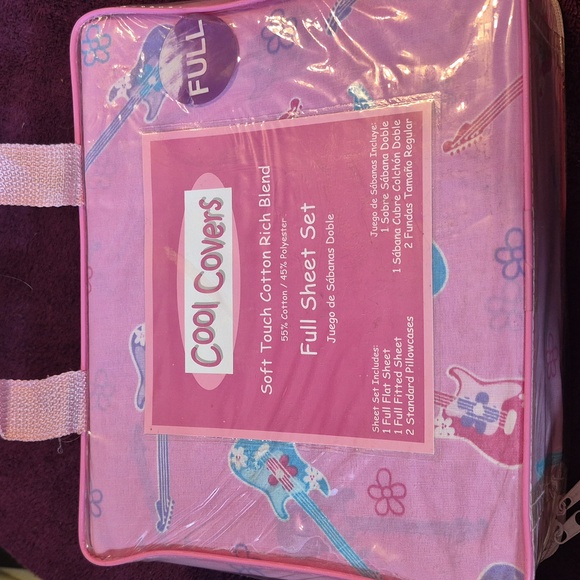 FULL
Cool Covers
Soft Touch Cotton Rich Blend
55% Cotton / 45% Polyester
Full Sheet Set
Juego de Sábanas Doble
Sheet Set Includes:
1 Full Flat Sheet
1 Full Fitted Sheet
2 Standard Pillowcases
Juego de Sábanas Incluye:
1 Sobre Sábana Doble
1 Sábana Cubre Colchón Doble
2 Fundas Tamaño Regular